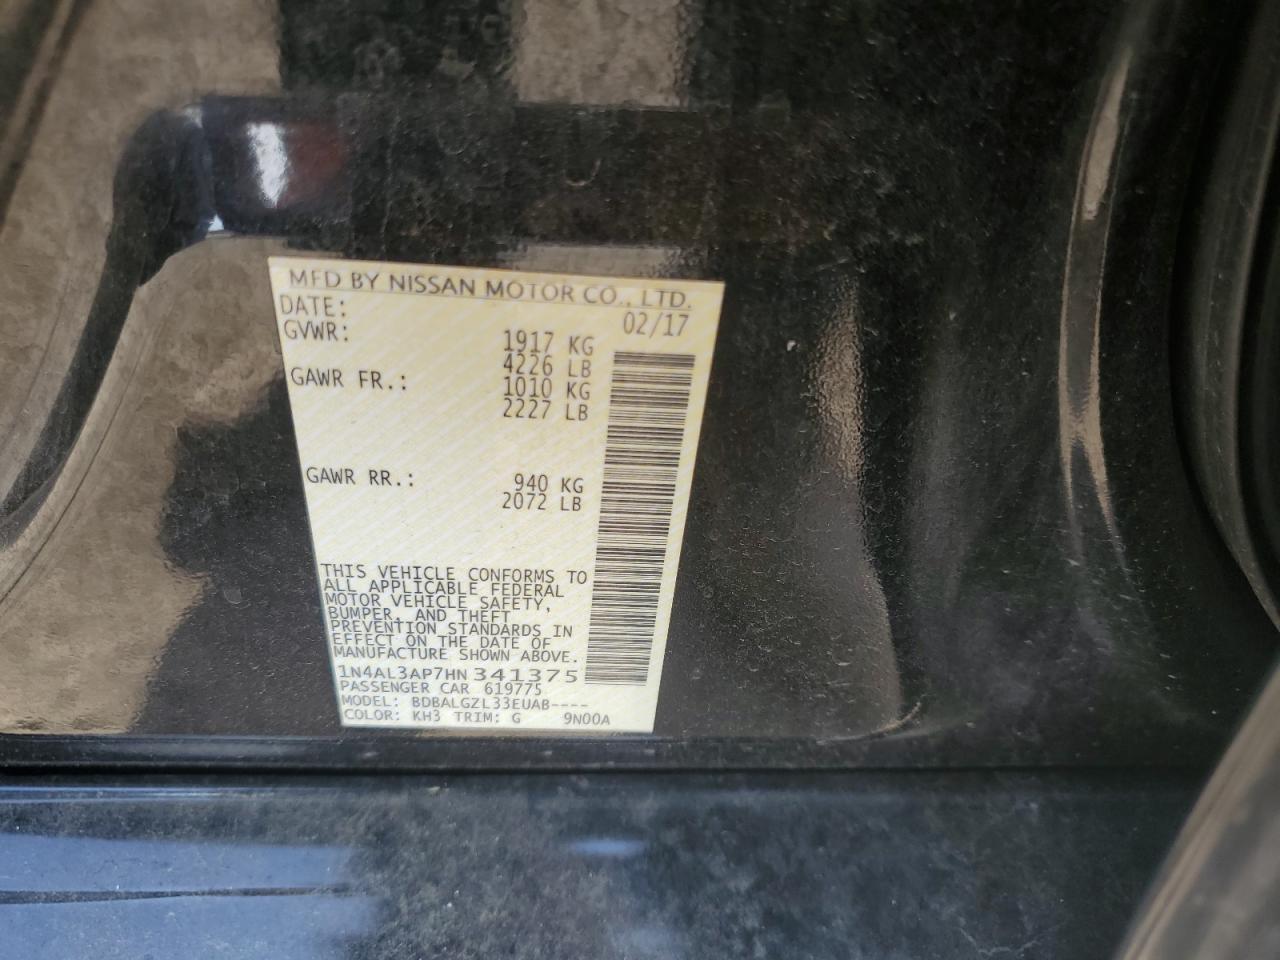 MFD BY NISSAN MOTOR CO., LTD.
DATE: 02/17
GVWR: 1917 KG
4226 LB
GAWR FR.: 1010 KG
2227 LB
GAWR RR.: 940 KG
2072 LB
THIS VEHICLE CONFORMS TO
ALL APPLICABLE FEDERAL
MOTOR VEHICLE SAFETY,
BUMPER, AND THEFT
PREVENTION STANDARDS IN
EFFECT ON THE DATE OF
MANUFACTURE SHOWN ABOVE.
1N4AL3AP7HN 341375
PASSENGER CAR 619775
MODEL: BDBALGZL33EUAB----
COLOR: KH3 TRIM: G 9N00A